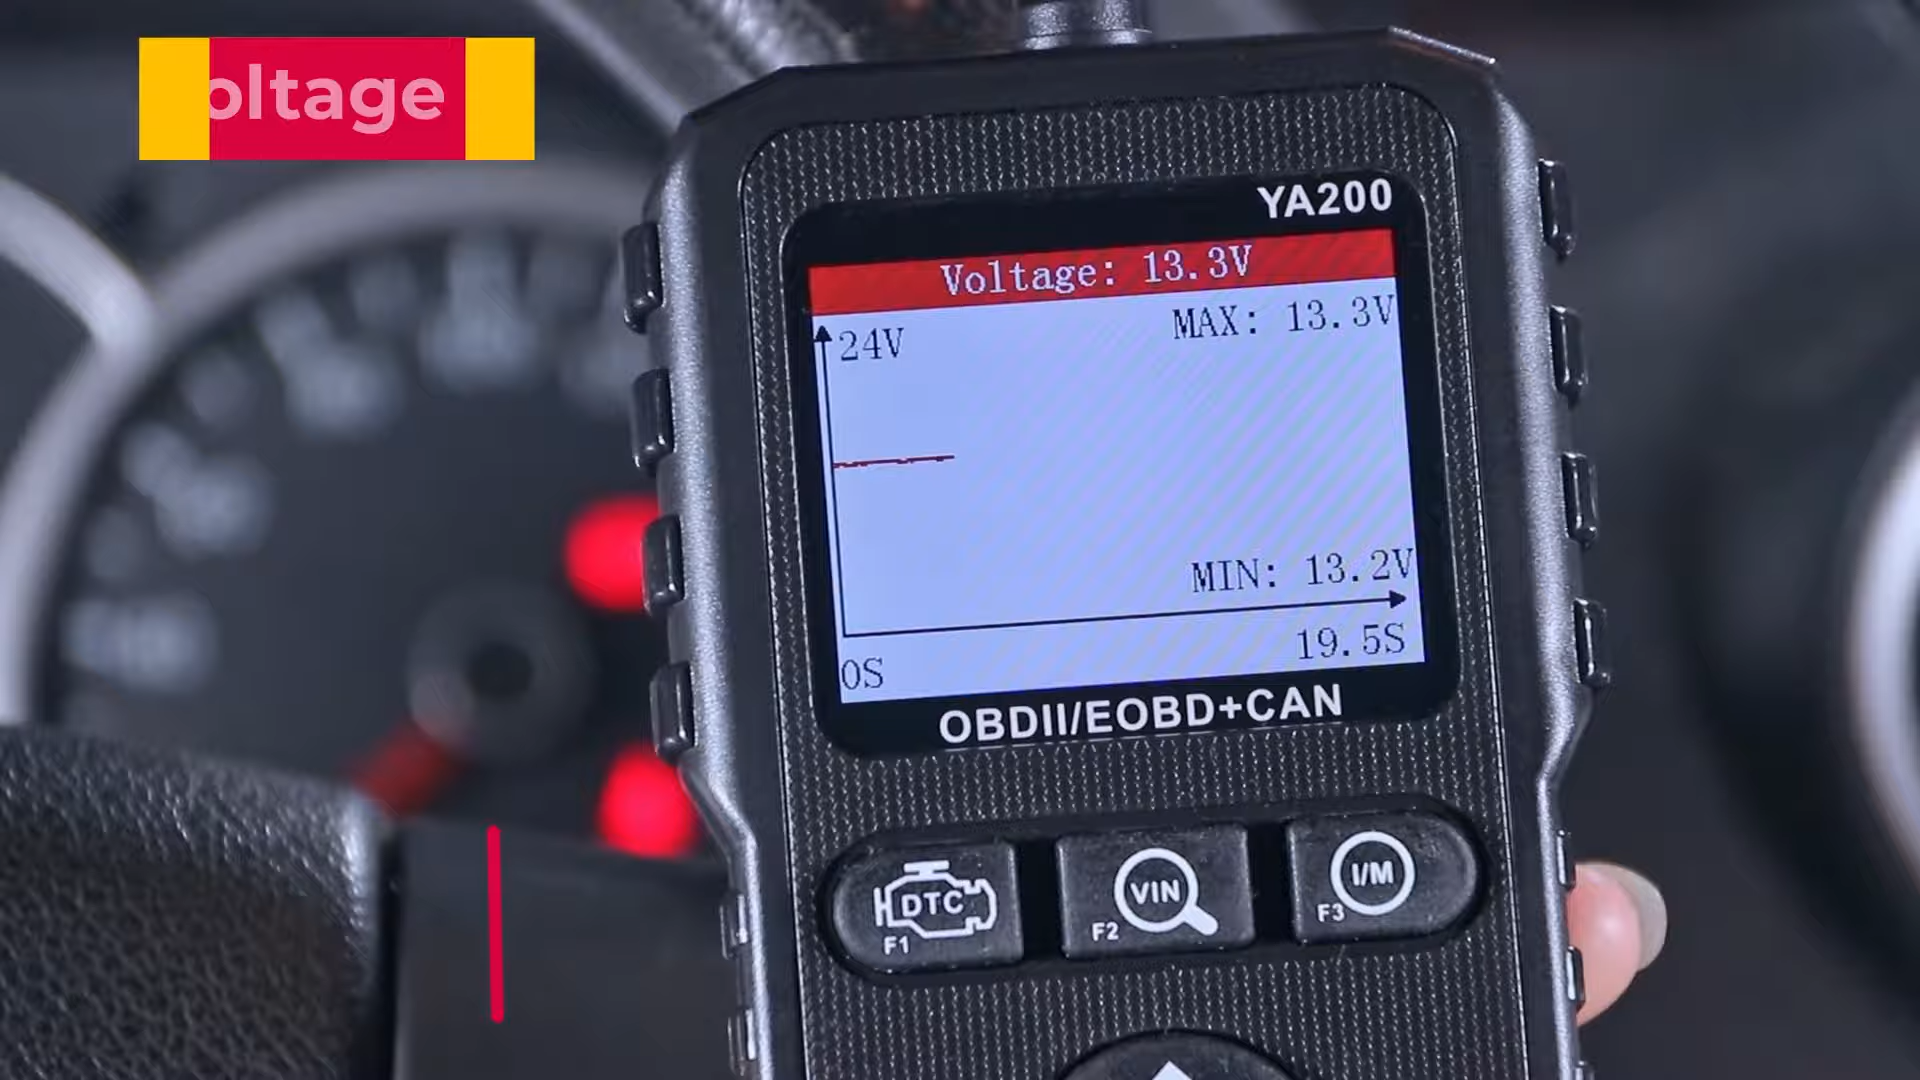 oltage
YA200
Voltage: 13.3V
24V
MAX: 13.3V
MIN: 13.2V
0S
19.5S
OBDII/EOBD+CAN
DTC
F1
VIN
F2
I/M
F3